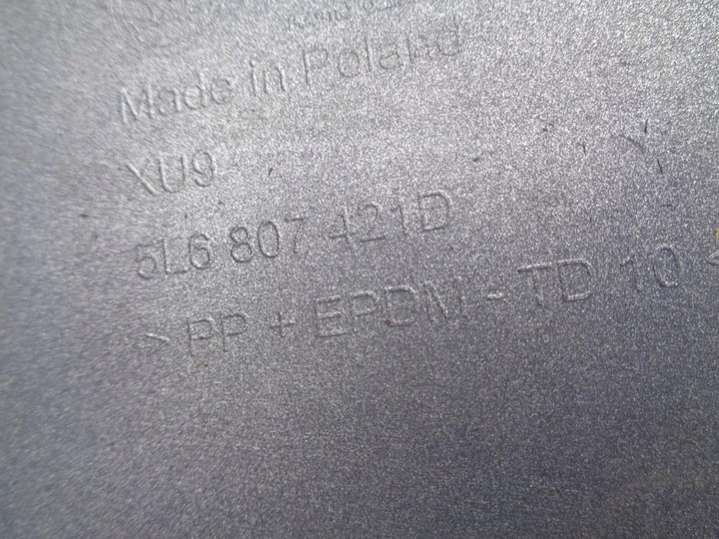 Made in Poland
XU9
5L6 807 421D
> PP + EPDM - TD 10 <